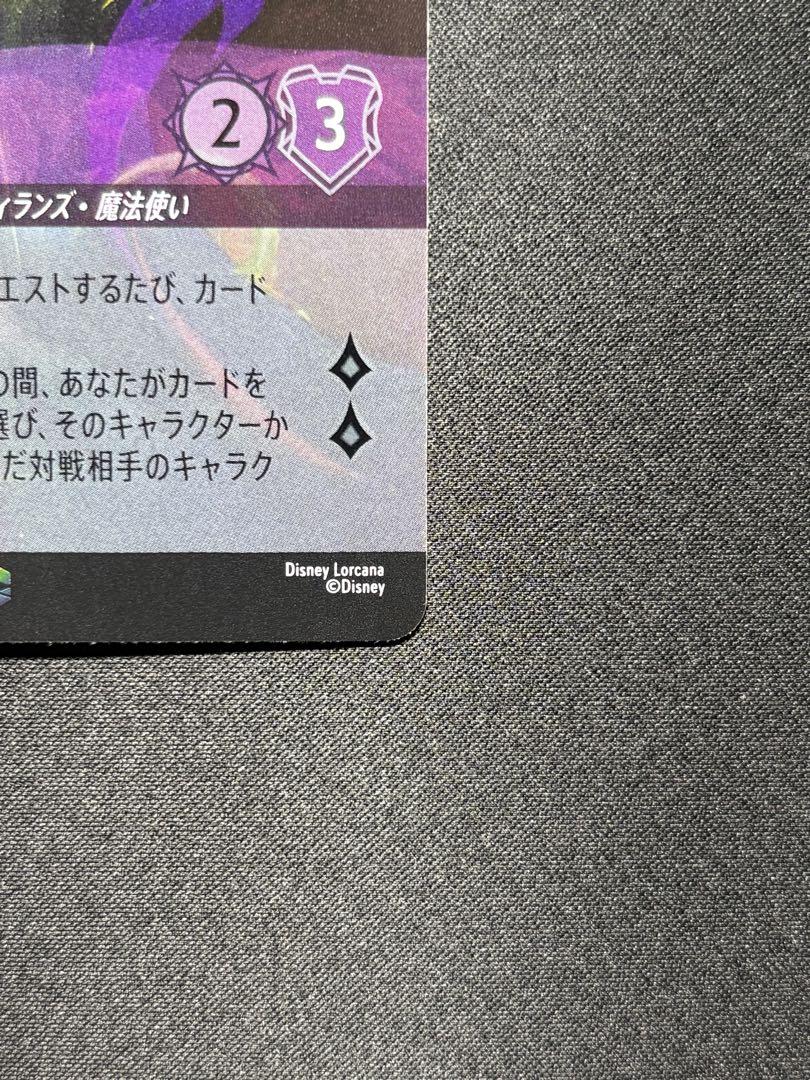 2 3
ィランズ・魔法使い
エストするたび、カード
の間、あなたがカードを
選び、そのキャラクターか
だ対戦相手のキャラク
Disney Lorcana
©Disney